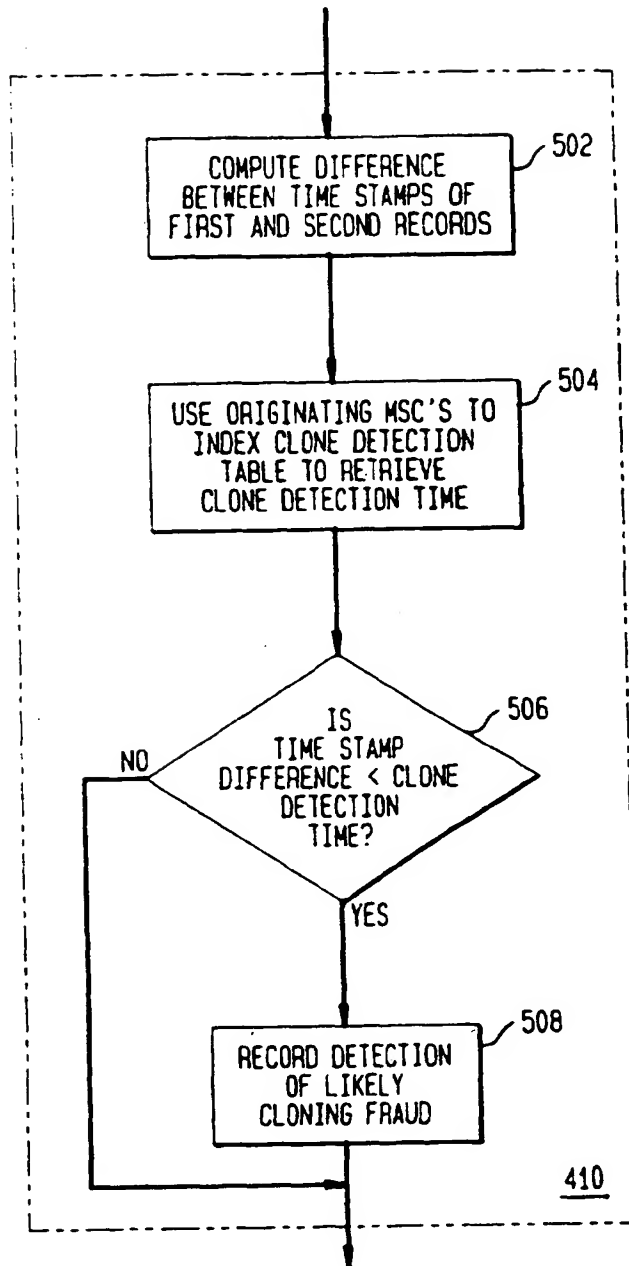 502
COMPUTE DIFFERENCE
BETWEEN TIME STAMPS OF
FIRST AND SECOND RECORDS
504
USE ORIGINATING MSC'S TO
INDEX CLONE DETECTION
TABLE TO RETRIEVE
CLONE DETECTION TIME
506
IS
TIME STAMP
DIFFERENCE < CLONE
DETECTION
TIME?
NO
YES
508
RECORD DETECTION
OF LIKELY
CLONING FRAUD
410